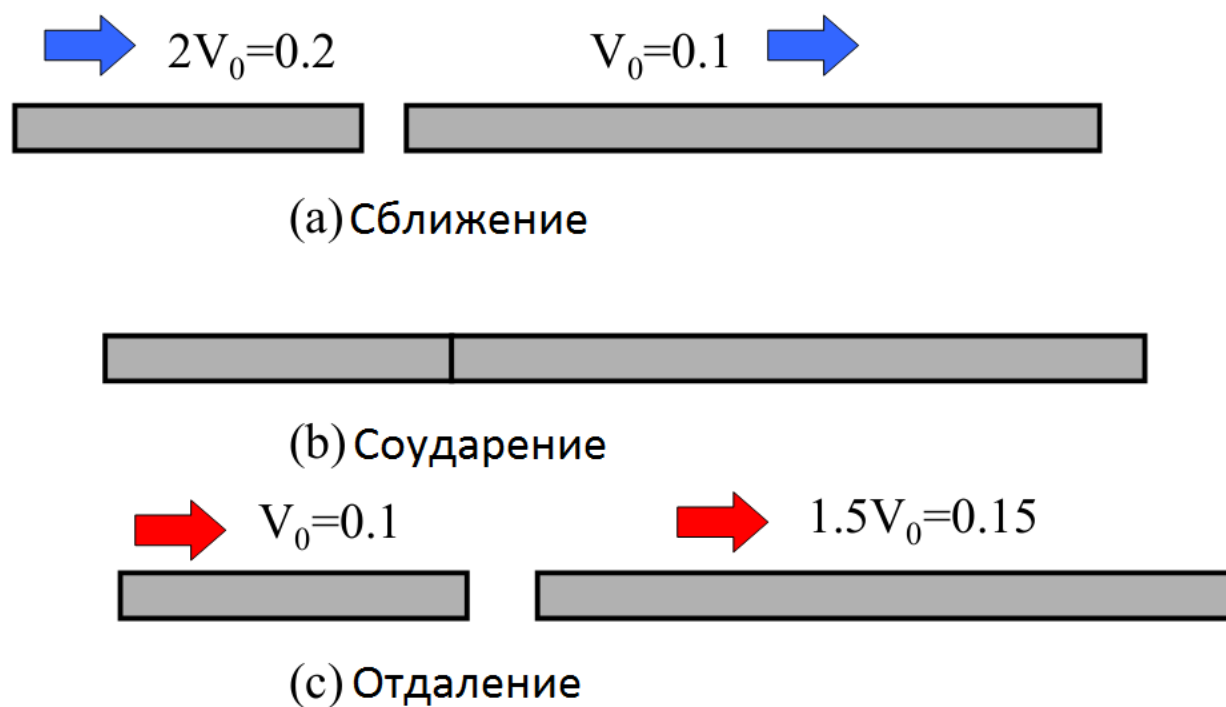 2V₀=0.2 V₀=0.1
(a) Сближение
(b) Соударение
V₀=0.1 1.5V₀=0.15
(c) Отдаление